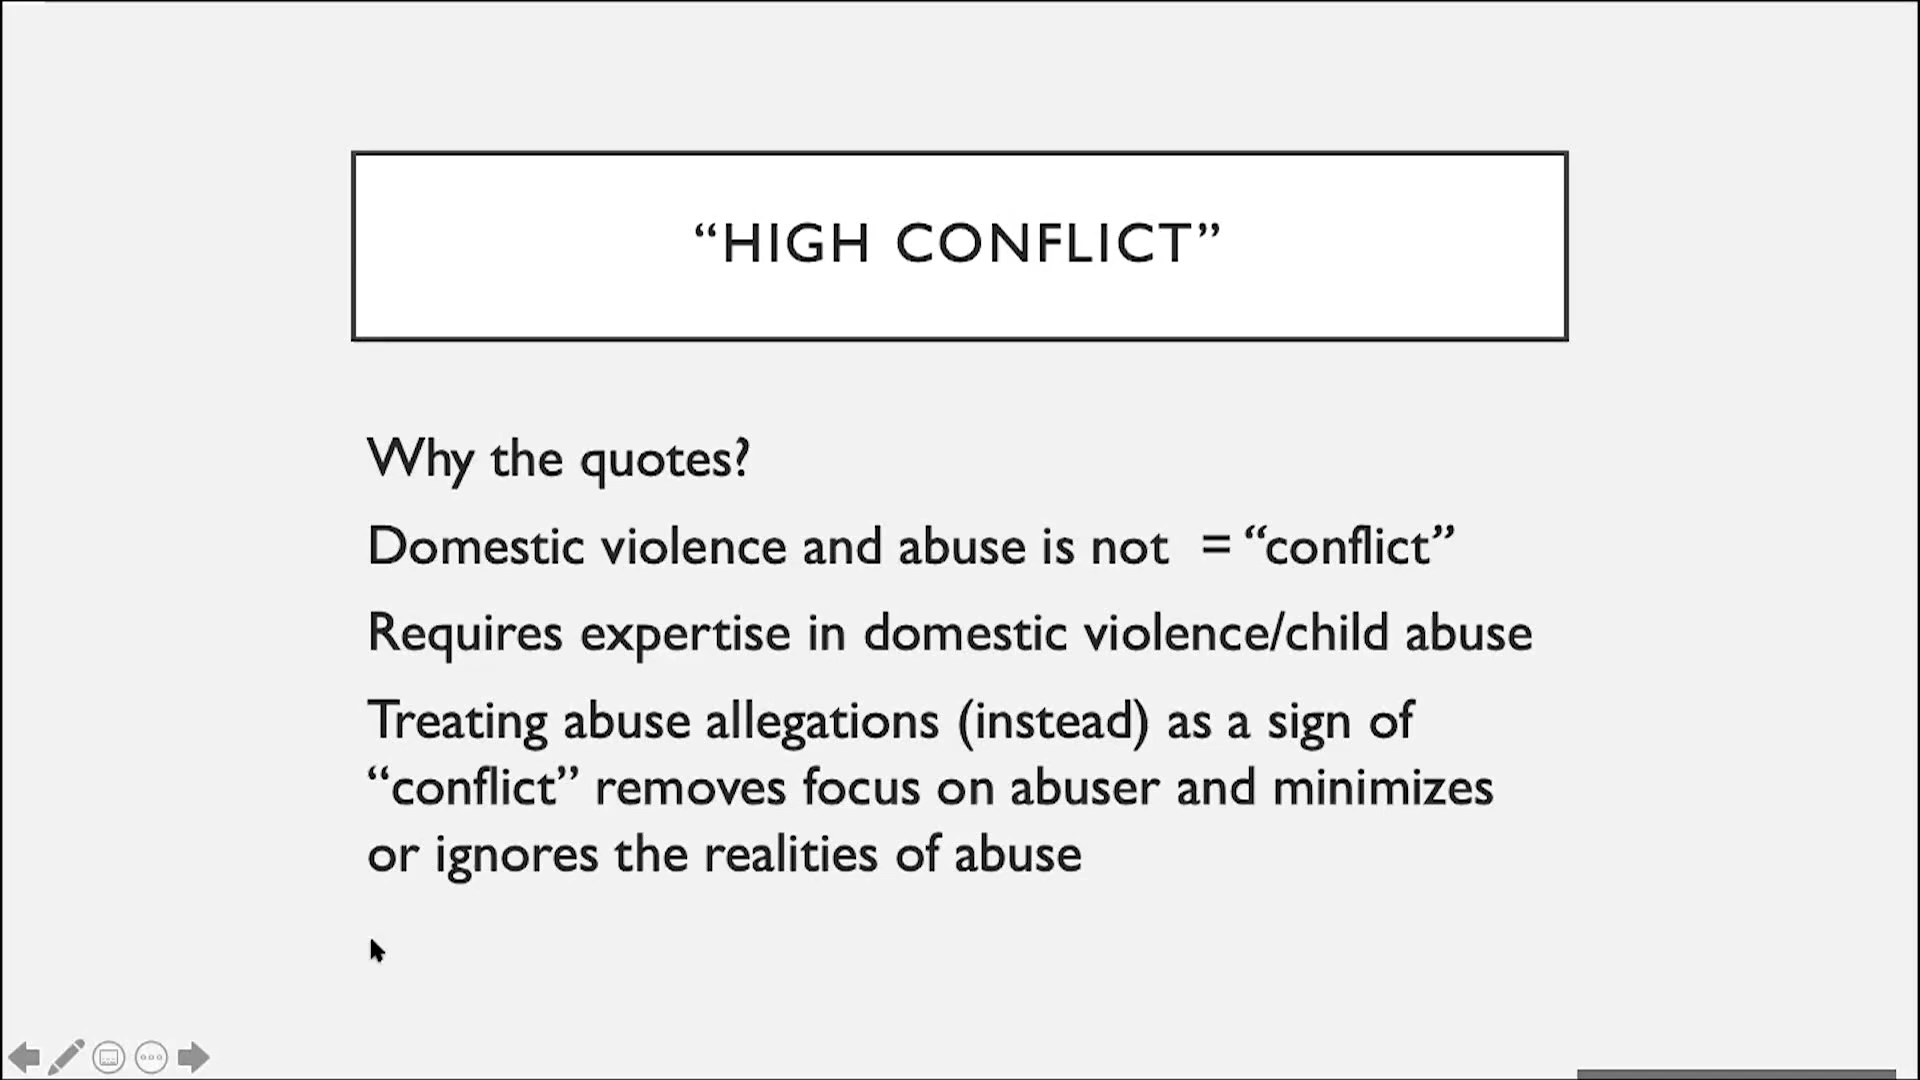 “HIGH CONFLICT”
Why the quotes?
Domestic violence and abuse is not = “conflict”
Requires expertise in domestic violence/child abuse
Treating abuse allegations (instead) as a sign of
“conflict” removes focus on abuser and minimizes
or ignores the realities of abuse